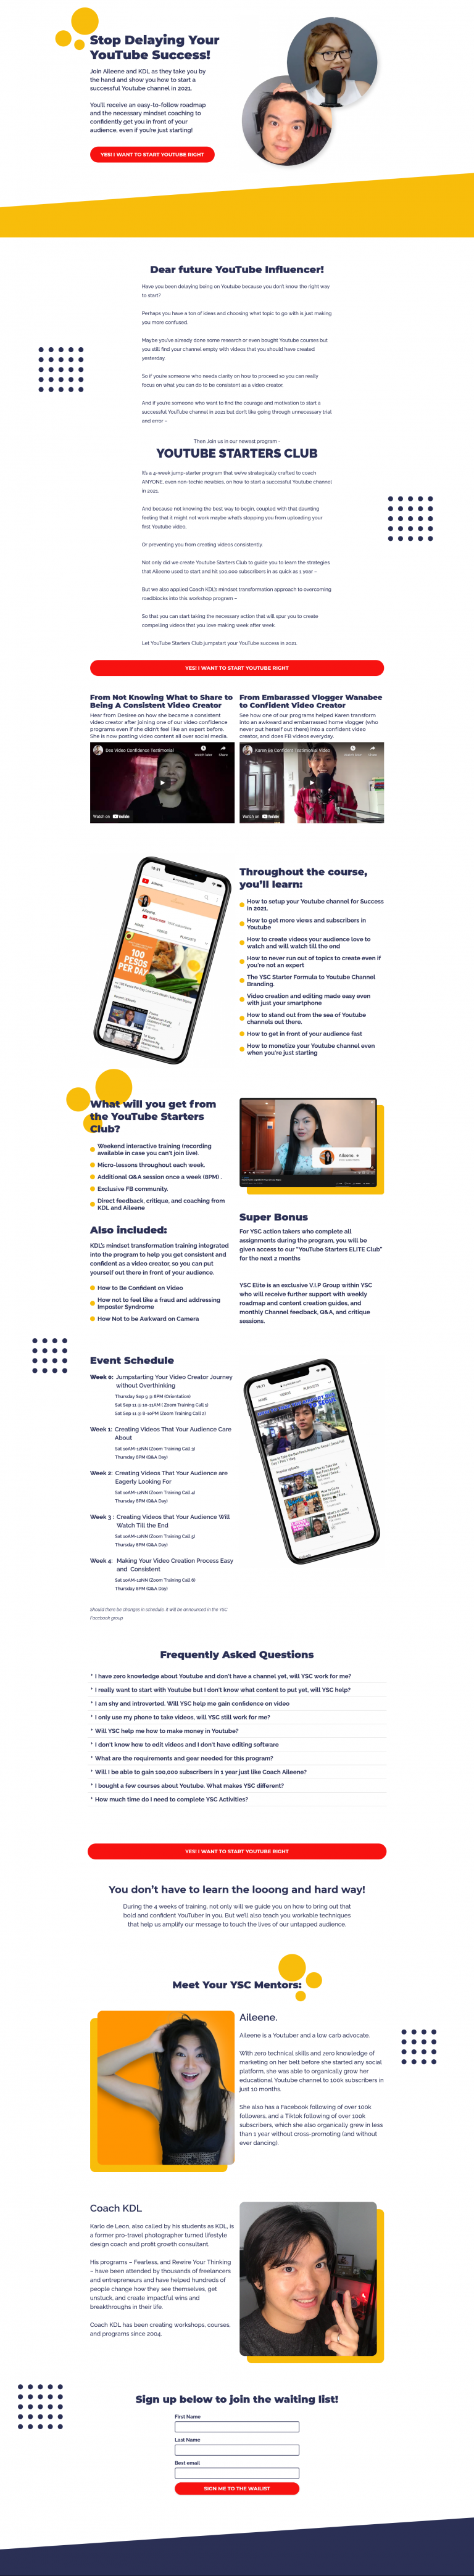 Stop Delaying Your
YouTube Success!
Join Aileene and KDL as they take you by
the hand and show you how to start a
successful Youtube channel in 2021.
You'll receive an easy-to-follow roadmap
and the necessary mindset coaching to
confidently get you in front of your
audience, even if you're just starting!
YES! I WANT TO START YOUTUBE RIGHT
Dear future YouTube Influencer!
Have you been delaying being on Youtube because you don't know the right way
to start?
Perhaps you have a ton of ideas and choosing what topic to go with is just making
you more confused.
Maybe you've already done some research or even bought Youtube courses but
you still find your channel empty with videos that you should have created
yesterday.
So if you're someone who needs clarity on how to proceed so you can really
focus on what you can do to be consistent as a video creator,
And if you're someone who want to find the courage and motivation to start a
successful YouTube channel in 2021 but don't like going through unnecessary trial
and error –
Then Join us in our newest program -
YOUTUBE STARTERS CLUB
It's a 4-week jump-starter program that we've strategically crafted to coach
ANYONE, even non-techie newbies, on how to start a successful Youtube channel
in 2021.
And because not knowing the best way to begin, coupled with that daunting
feeling that it might not work maybe what's stopping you from uploading your
first Youtube video,
Or preventing you from creating videos consistently.
Not only did we create Youtube Starters Club to guide you to learn the strategies
that Aileene used to start and hit 100,000 subscribers in as quick as 1 year –
But we also applied Coach KDL's mindset transformation approach to overcoming
roadblocks into this workshop program –
So that you can start taking the necessary action that will spur you to create
compelling videos that you love making week after week.
Let YouTube Starters Club jumpstart your YouTube success in 2021.
YES! I WANT TO START YOUTUBE RIGHT
From Not Knowing What to Share to
Being A Consistent Video Creator
Hear from Desiree on how she became a consistent
video creator after joining one of our video confidence
programs even if she didn't feel like an expert before.
She is now posting video content all over social media.
Des Video Confidence Testimonial
Watch later
Share
Watch on YouTube
From Embarassed Vlogger Wanabee
to Confident Video Creator
See how one of our programs helped Karen transform
into an awkward and embarrassed home vlogger (who
never put herself out there) into a confident video
creator, and does FB videos everyday.
Karen Be Confident Testimonial Video
Watch later
Share
Watch on YouTube
100
PESOS
PER DAY
Throughout the course,
you'll learn:
How to setup your Youtube channel for Success
in 2021.
How to get more views and subscribers in
Youtube
How to create videos your audience love to
watch and will watch till the end
How to never run out of topics to create even if
you're not an expert
The YSC Starter Formula to Youtube Channel
Branding.
Video creation and editing made easy even
with just your smartphone
How to stand out from the sea of Youtube
channels out there.
How to get in front of your audience fast
How to monetize your Youtube channel even
when you're just starting
What will you get from
the YouTube Starters
Club?
Weekend interactive training (recording
available in case you can't join live).
Micro-lessons throughout each week.
Additional Q&A session once a week (8PM) .
Exclusive FB community.
Direct feedback, critique, and coaching from
KDL and Aileene
Aileene.
Also included:
KDL's mindset transformation training integrated
into the program to help you get consistent and
confident as a video creator, so you can put
yourself out there in front of your audience.
How to Be Confident on Video
How not to feel like a fraud and addressing
Imposter Syndrome
How Not to be Awkward on Camera
Super Bonus
For YSC action takers who complete all
assignments during the program, you will be
given access to our "YouTube Starters ELITE Club"
for the next 2 months
YSC Elite is an exclusive V.I.P Group within YSC
who will receive further support with weekly
roadmap and content creation guides, and
monthly Channel feedback, Q&A, and critique
sessions.
Event Schedule
Week 0: Jumpstarting Your Video Creator Journey
without Overthinking
Thursday Sep 9 @ 8PM (Orientation)
Sat Sep 11 @ 10-11AM ( Zoom Training Call 1)
Sat Sep 11 @ 8-10PM (Zoom Training Call 2)
Week 1: Creating Videos That Your Audience Care
About
Sat 10AM-12NN (Zoom Training Call 3)
Thursday 8PM (Q&A Day)
Week 2: Creating Videos That Your Audience are
Eagerly Looking For
Sat 10AM-12NN (Zoom Training Call 4)
Thursday 8PM (Q&A Day)
Week 3 : Creating Videos that Your Audience Will
Watch Till the End
Sat 10AM-12NN (Zoom Training Call 5)
Thursday 8PM (Q&A Day)
Week 4: Making Your Video Creation Process Easy
and Consistent
Sat 10AM-12NN (Zoom Training Call 6)
Thursday 8PM (Q&A Day)
Should there be changes in schedule, it will be announced in the YSC
Facebook group
Frequently Asked Questions
I have zero knowledge about Youtube and don't have a channel yet, will YSC work for me?
I really want to start with Youtube but I don't know what content to put yet, will YSC help?
I am shy and introverted. Will YSC help me gain confidence on video
I only use my phone to take videos, will YSC still work for me?
Will YSC help me how to make money in Youtube?
I don't know how to edit videos and I don't have editing software
What are the requirements and gear needed for this program?
Will I be able to gain 100,000 subscribers in 1 year just like Coach Aileene?
I bought a few courses about Youtube. What makes YSC different?
How much time do I need to complete YSC Activities?
YES! I WANT TO START YOUTUBE RIGHT
You don't have to learn the looong and hard way!
During the 4 weeks of training, not only will we guide you on how to bring out that
bold and confident YouTuber in you. But we'll also teach you workable techniques
that help us amplify our message to touch the lives of our untapped audience.
Meet Your YSC Mentors:
Aileene.
Aileene is a Youtuber and a low carb advocate.
With zero technical skills and zero knowledge of
marketing on her belt before she started any social
platform, she was able to organically grow her
educational Youtube channel to 100k subscribers in
just 10 months.
She also has a Facebook following of over 100k
followers, and a Tiktok following of over 100k
subscribers, which she also organically grew in less
than 1 year without cross-promoting (and without
ever dancing).
Coach KDL
Karlo de Leon, also called by his students as KDL, is
a former pro-travel photographer turned lifestyle
design coach and profit growth consultant.
His programs – Fearless, and Rewire Your Thinking
– have been attended by thousands of freelancers
and entrepreneurs and have helped hundreds of
people change how they see themselves, get
unstuck, and create impactful wins and
breakthroughs in their life.
Coach KDL has been creating workshops, courses,
and programs since 2004.
Sign up below to join the waiting list!
First Name
Last Name
Best email
SIGN ME TO THE WAILIST